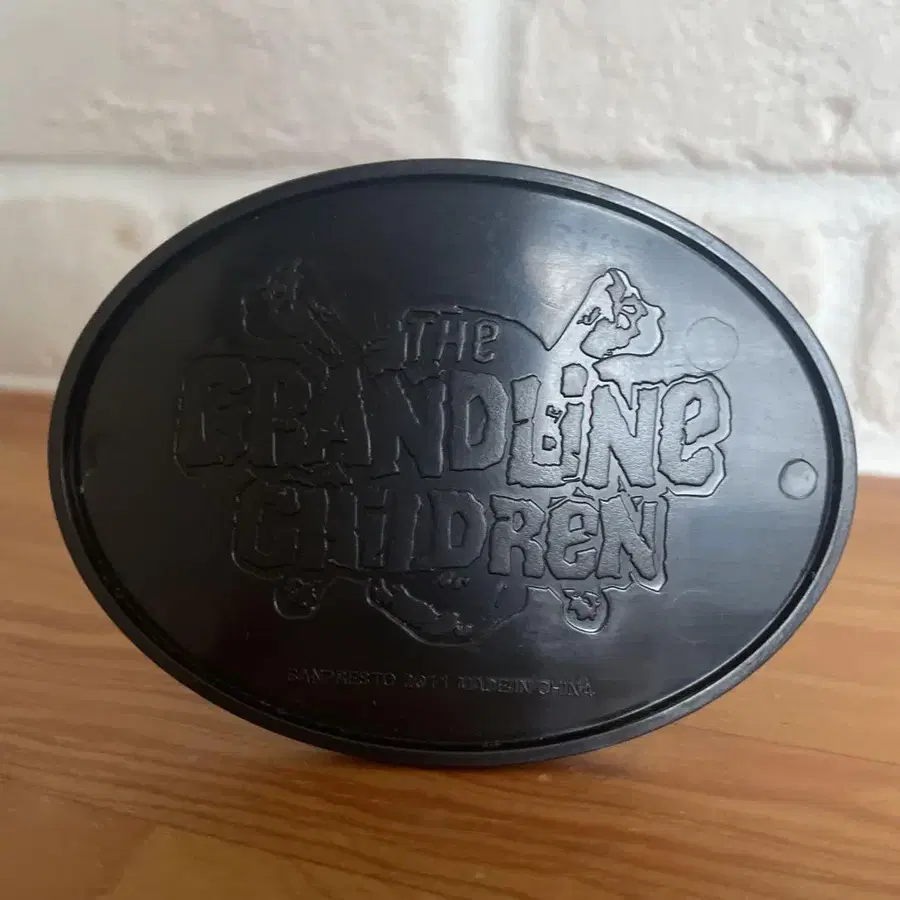 THE
GRANDLiNe
CHILDReN
BANPRESTO 2011 MADE IN CHINA